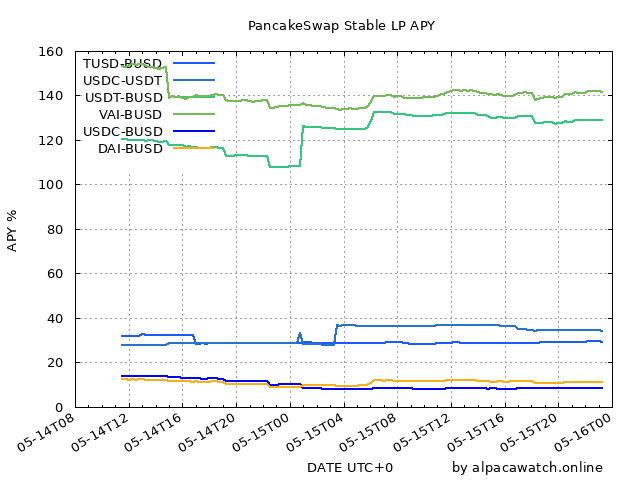 PancakeSwap Stable LP APY
160
140
120
100
80
60
40
20
0
APY %
TUSD-BUSD
USDC-USDT
USDT-BUSD
VAI-BUSD
USDC-BUSD
DAI-BUSD
05-14T08
05-14T12
05-14T16
05-14T20
05-15T00
05-15T04
05-15T08
05-15T12
05-15T16
05-15T20
05-16T00
DATE UTC+0
by alpacawatch.online